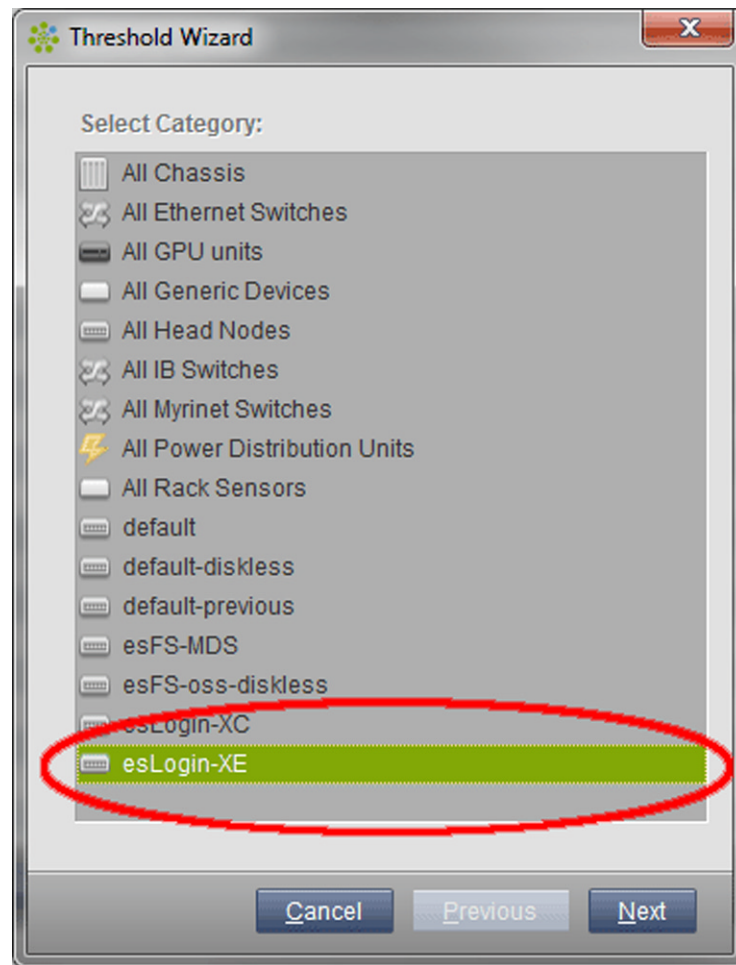 Threshold Wizard
Select Category:
All Chassis
All Ethernet Switches
All GPU units
All Generic Devices
All Head Nodes
All IB Switches
All Myrinet Switches
All Power Distribution Units
All Rack Sensors
default
default-diskless
default-previous
esFS-MDS
esFS-oss-diskless
esLogin-XC
esLogin-XE
Cancel Previous Next